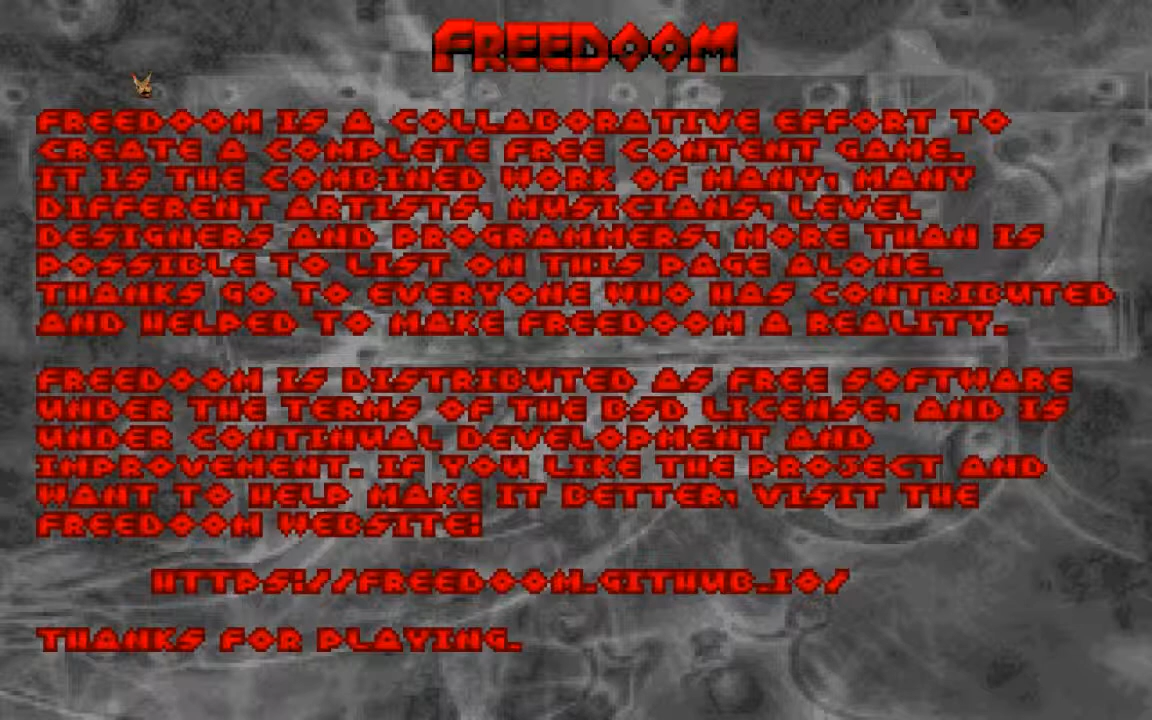 FREEDOOM
FREEDOOM IS A COLLABORATIVE EFFORT TO
CREATE A COMPLETE FREE CONTENT GAME.
IT IS THE COMBINED WORK OF MANY, MANY
DIFFERENT ARTISTS, MUSICIANS, LEVEL
DESIGNERS AND PROGRAMMERS, MORE THAN IS
POSSIBLE TO LIST ON THIS PAGE ALONE.
THANKS GO TO EVERYONE WHO HAS CONTRIBUTED
AND HELPED TO MAKE FREEDOOM A REALITY.
FREEDOOM IS DISTRIBUTED AS FREE SOFTWARE
UNDER THE TERMS OF THE BSD LICENSE, AND IS
UNDER CONTINUAL DEVELOPMENT AND
IMPROVEMENT. IF YOU LIKE THE PROJECT AND
WANT TO HELP MAKE IT BETTER, VISIT THE
FREEDOOM WEBSITE:
HTTPS://FREEDOOM.GITHUB.IO/
THANKS FOR PLAYING.